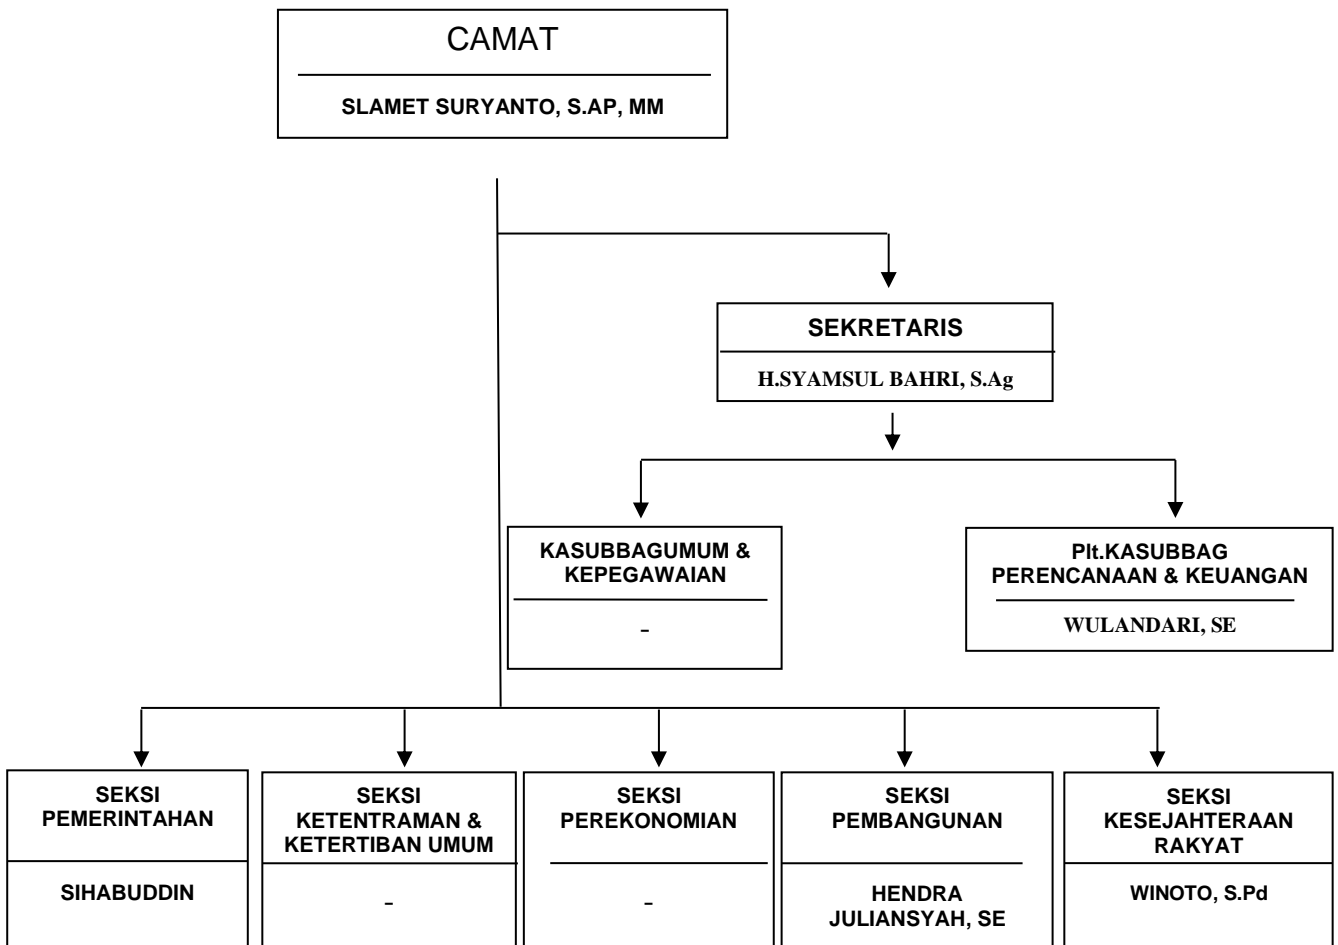 CAMAT
SLAMET SURYANTO, S.AP, MM
SEKRETARIS
H.SYAMSUL BAHRI, S.Ag
KASUBBAGUMUM &
KEPEGAWAIAN
-
Plt.KASUBBAG
PERENCANAAN & KEUANGAN
WULANDARI, SE
SEKSI
PEMERINTAHAN
SIHABUDDIN
SEKSI
KETENTRAMAN &
KETERTIBAN UMUM
-
SEKSI
PEREKONOMIAN
-
SEKSI
PEMBANGUNAN
HENDRA
JULIANSYAH, SE
SEKSI
KESEJAHTERAAN
RAKYAT
WINOTO, S.Pd